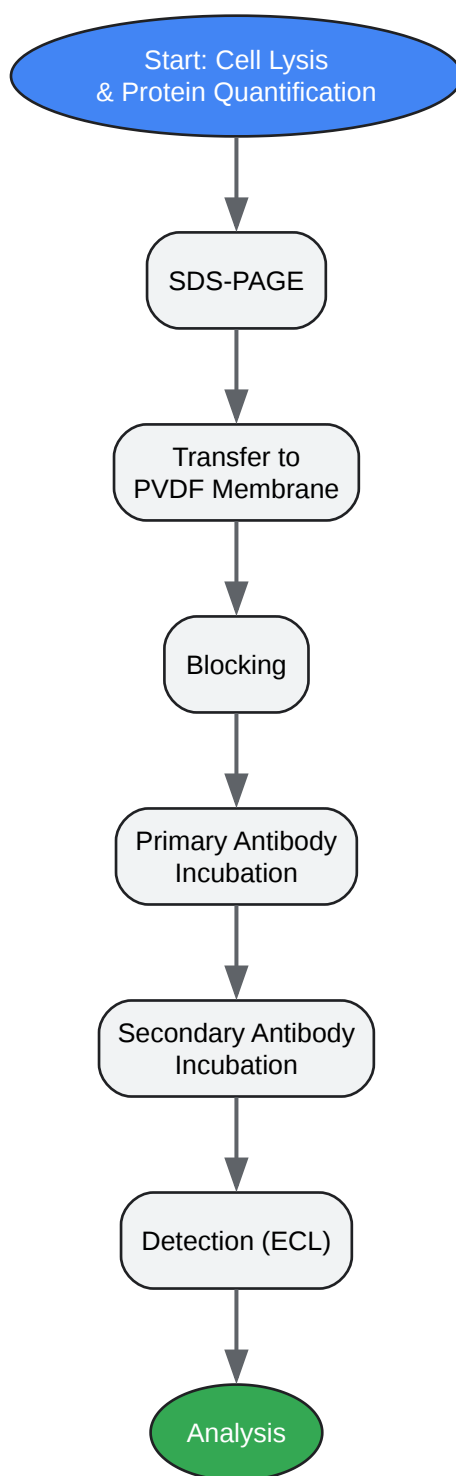 Start: Cell Lysis
& Protein Quantification
SDS-PAGE
Transfer to
PVDF Membrane
Blocking
Primary Antibody
Incubation
Secondary Antibody
Incubation
Detection (ECL)
Analysis